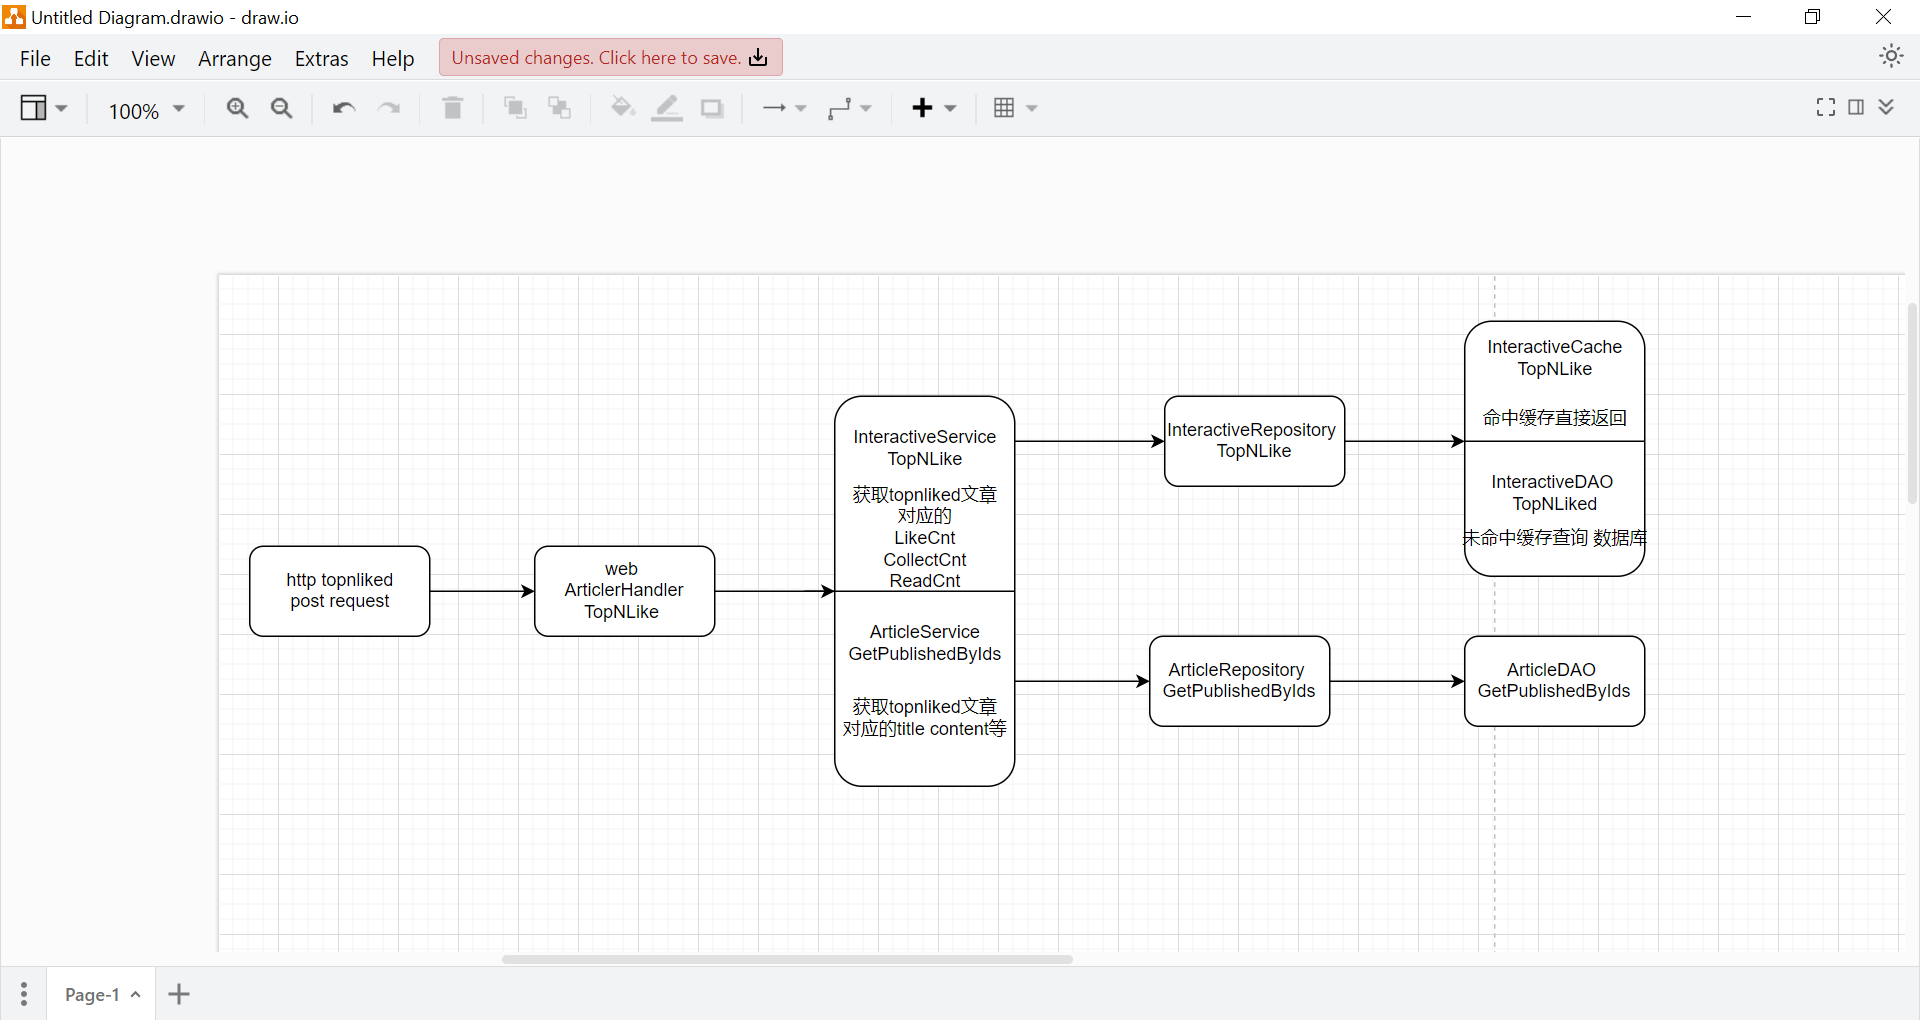 Untitled Diagram.drawio - draw.io
File Edit View Arrange Extras Help Unsaved changes. Click here to save.
100%
http topnliked
post request
web
ArticlerHandler
TopNLike
InteractiveService
TopNLike
获取topnliked文章
对应的
LikeCnt
CollectCnt
ReadCnt
ArticleService
GetPublishedByIds
获取topnliked文章
对应的title content等
InteractiveRepository
TopNLike
InteractiveCache
TopNLike
命中缓存直接返回
InteractiveDAO
TopNLiked
未命中缓存查询 数据库
ArticleRepository
GetPublishedByIds
ArticleDAO
GetPublishedByIds
Page-1